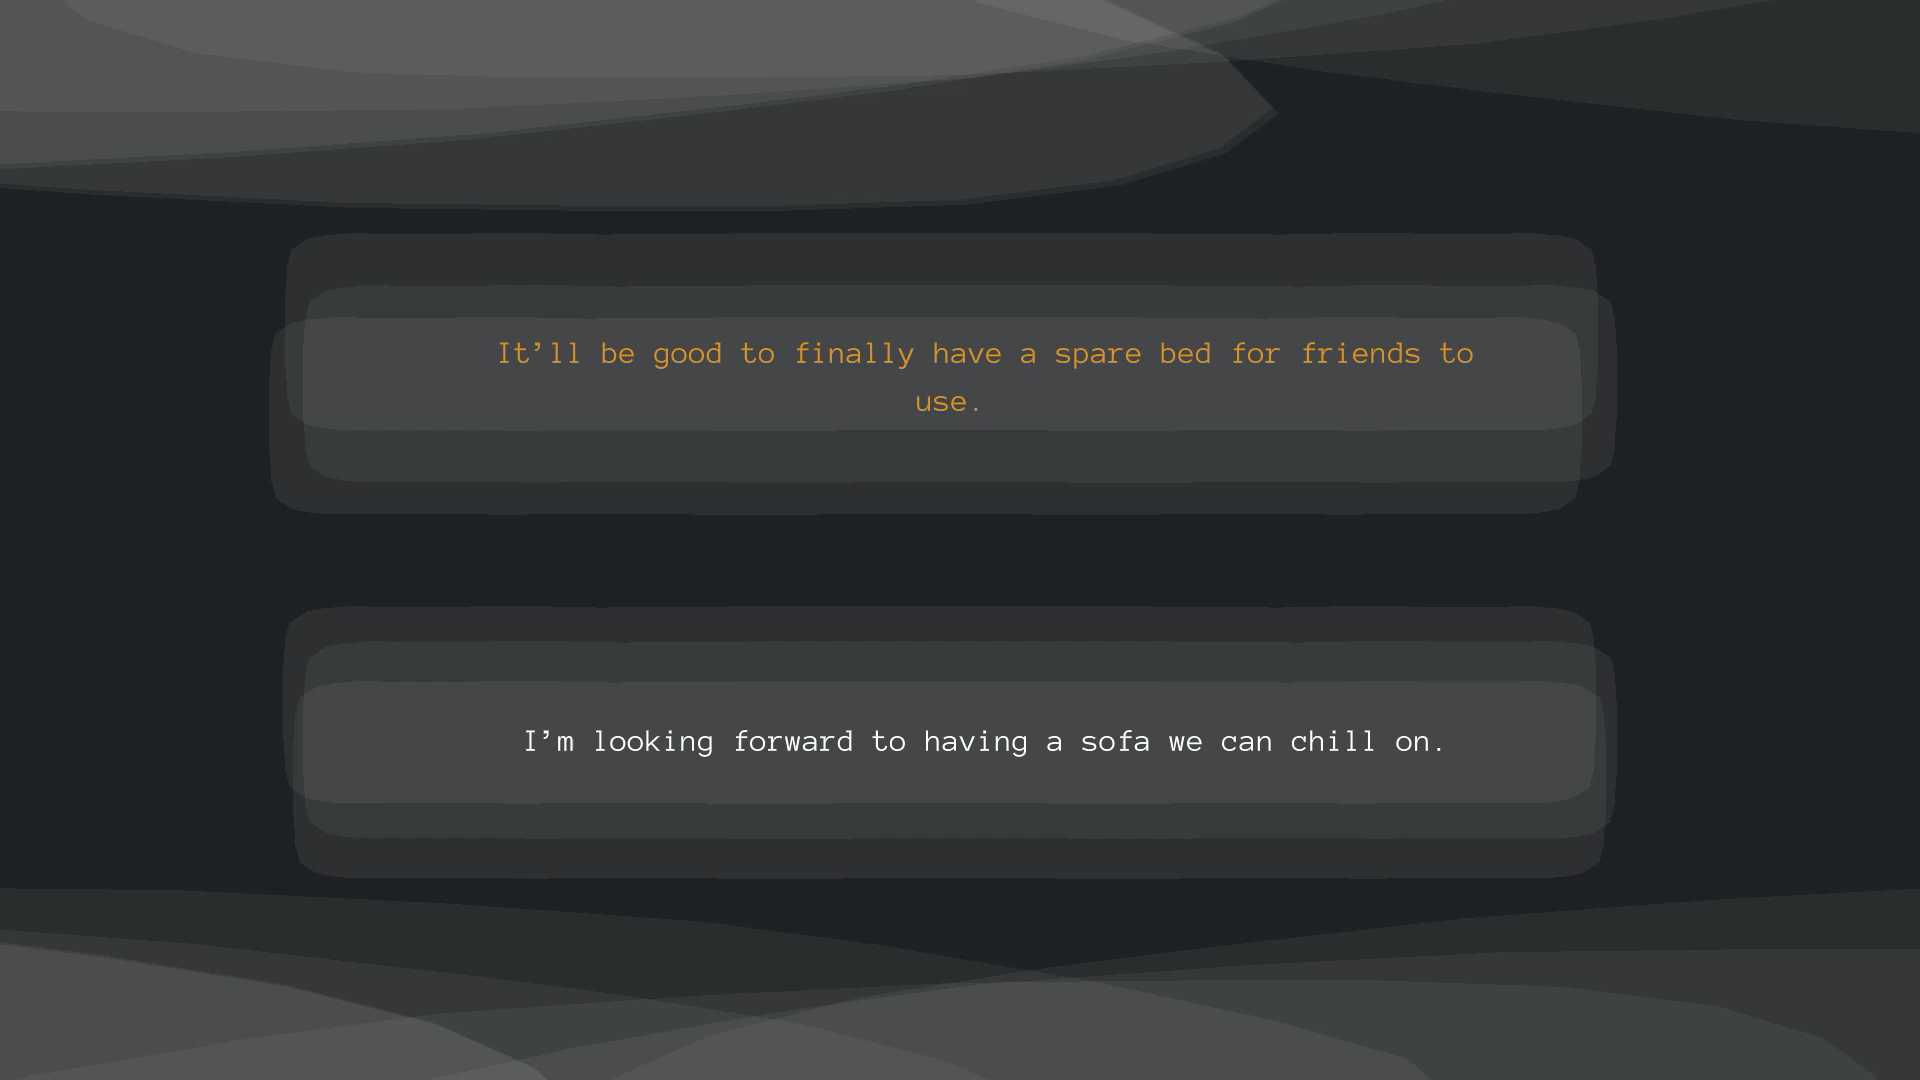 It’ll be good to finally have a spare bed for friends to
use.
I’m looking forward to having a sofa we can chill on.